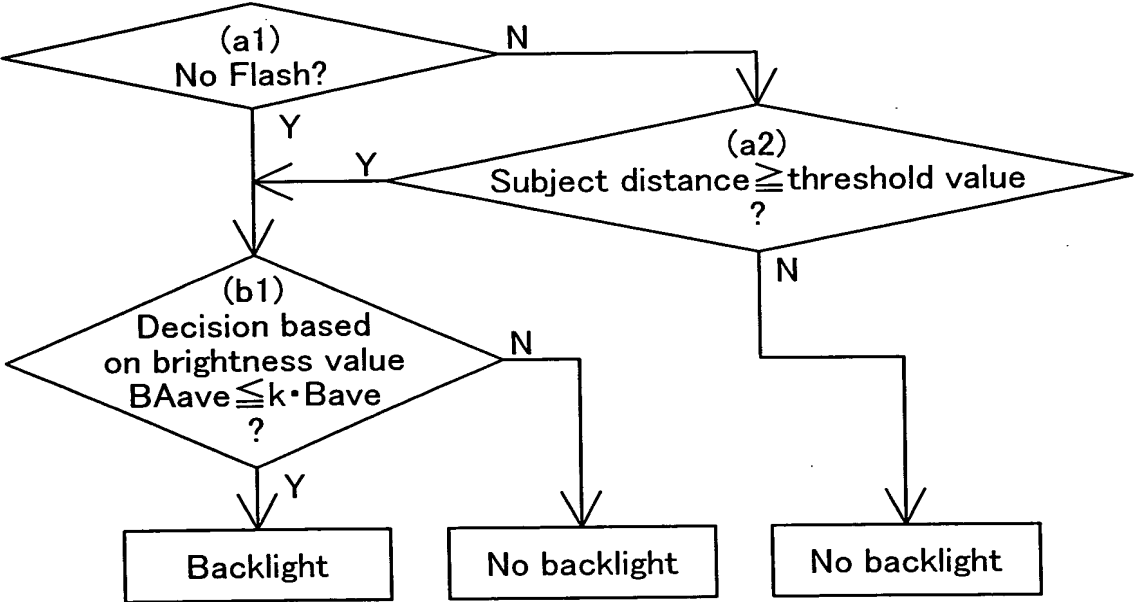 (a1)
No Flash?
N
Y
(a2)
Subject distance≧threshold value
?
Y
N
(b1)
Decision based
on brightness value
BAave≦k・Bave
?
N
Y
Backlight
No backlight
No backlight